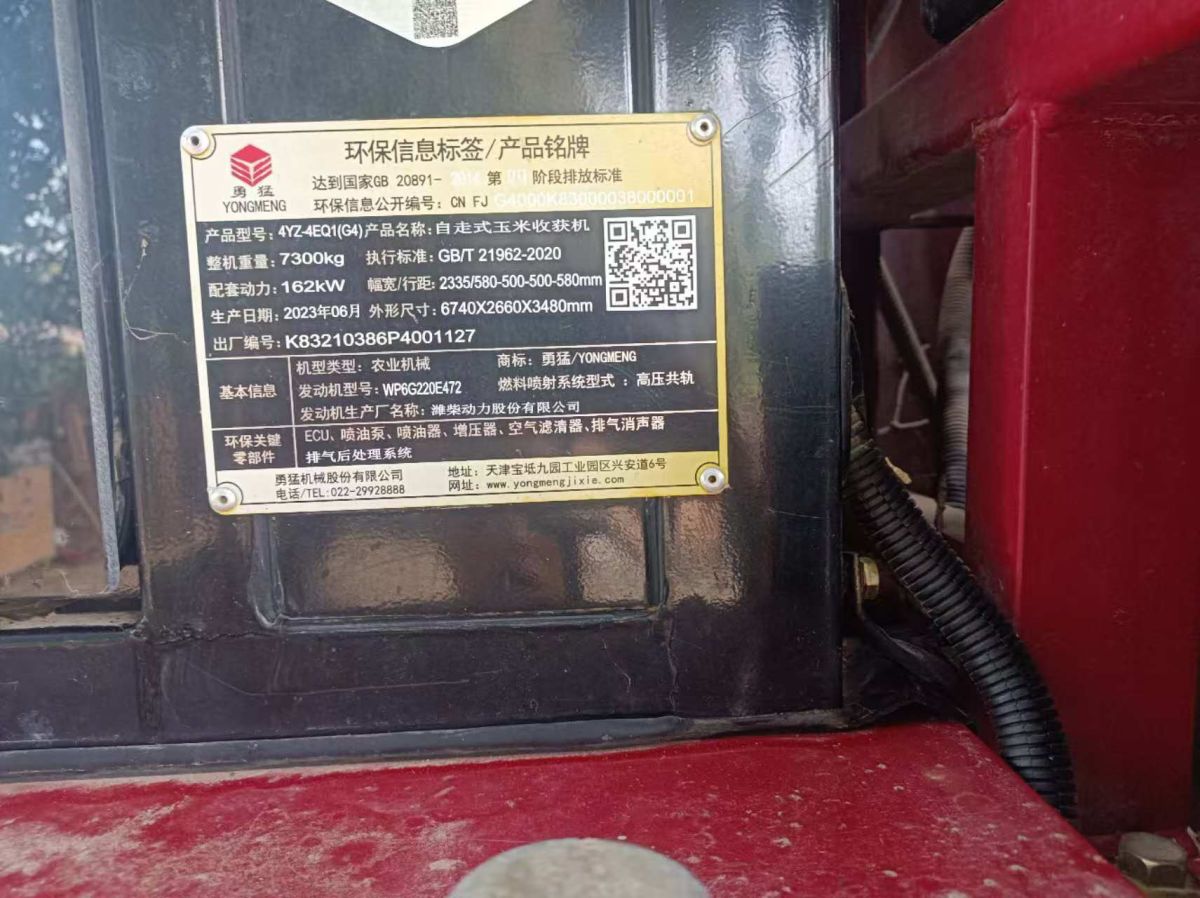 环保信息标签/产品铭牌
勇猛
YONGMENG
达到国家GB 20891- 2014 第 阶段排放标准
环保信息公开编号: CN FJ
产品型号: 4YZ-4EQ1(G4) 产品名称: 自走式玉米收获机
整机重量: 7300kg 执行标准: GB/T 21962-2020
配套动力: 162kW 幅宽/行距: 2335/580-500-500-580mm
生产日期: 2023年06月 外形尺寸: 6740X2660X3480mm
出厂编号: K83210386P4001127
基本信息
机型类型: 农业机械 商标: 勇猛/YONGMENG
发动机型号: WP6G220E472 燃料喷射系统型式: 高压共轨
发动机生产厂名称: 潍柴动力股份有限公司
环保关键
零部件
ECU、喷油泵、喷油器、增压器、空气滤清器、排气消声器
排气后处理系统
勇猛机械股份有限公司 地址: 天津宝坻九园工业园区兴安道6号
电话/TEL:022-29928888 网址: www.yongmengjixie.com